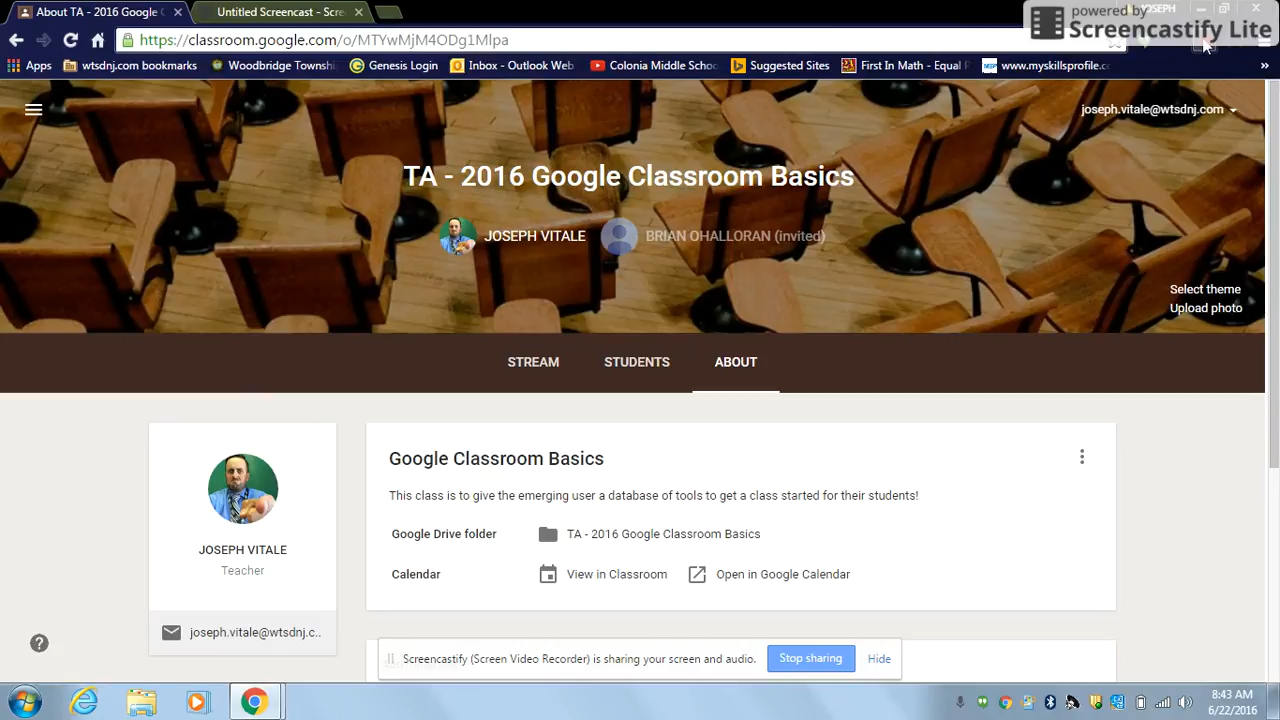 About TA - 2016 Google C
Untitled Screencast - Scre
JOSEPH
powered by
Screencastify Lite
https://classroom.google.com/o/MTYwNjM4ODg1Mlpa
Apps
wtsdnj.com bookmarks
Woodbridge Townshi
Genesis Login
Inbox - Outlook Web
Colonia Middle Schoo
Suggested Sites
First In Math - Equal P
www.myskillsprofile.c
»
joseph.vitale@wtsdnj.com
TA - 2016 Google Classroom Basics
JOSEPH VITALE
BRIAN OHALLORAN (invited)
Select theme
Upload photo
STREAM
STUDENTS
ABOUT
Google Classroom Basics
This class is to give the emerging user a database of tools to get a class started for their students!
Google Drive folder
TA - 2016 Google Classroom Basics
JOSEPH VITALE
Teacher
Calendar
View in Classroom
Open in Google Calendar
joseph.vitale@wtsdnj.c..
Screencastify (Screen Video Recorder) is sharing your screen and audio.
Stop sharing
Hide
8:43 AM
6/22/2016